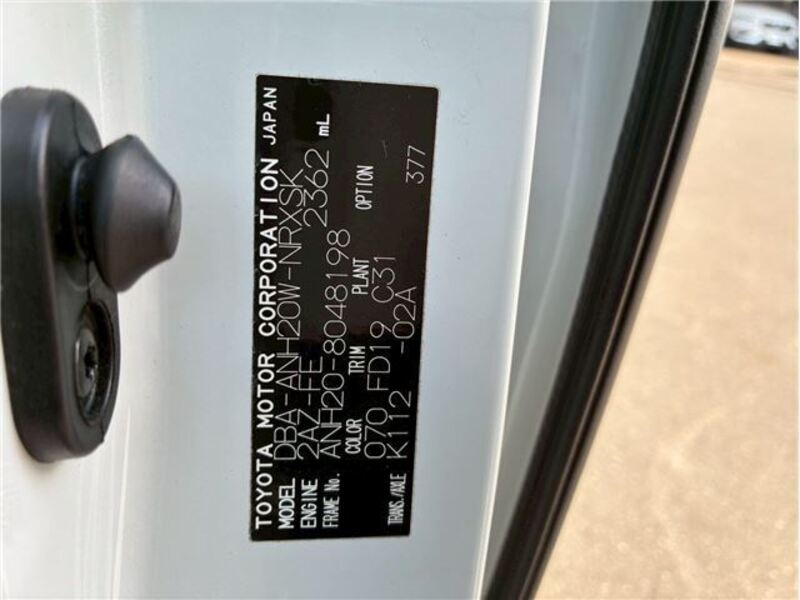 TOYOTA MOTOR CORPORATION JAPAN
MODEL DBA-ANH20W-NRXSK
ENGINE 2AZ-FE 2362 mL
FRAME No. ANH20-8048198
COLOR TRIM PLANT OPTION
070 FD19 C31 377
TRANS./AXLE K112 -02A